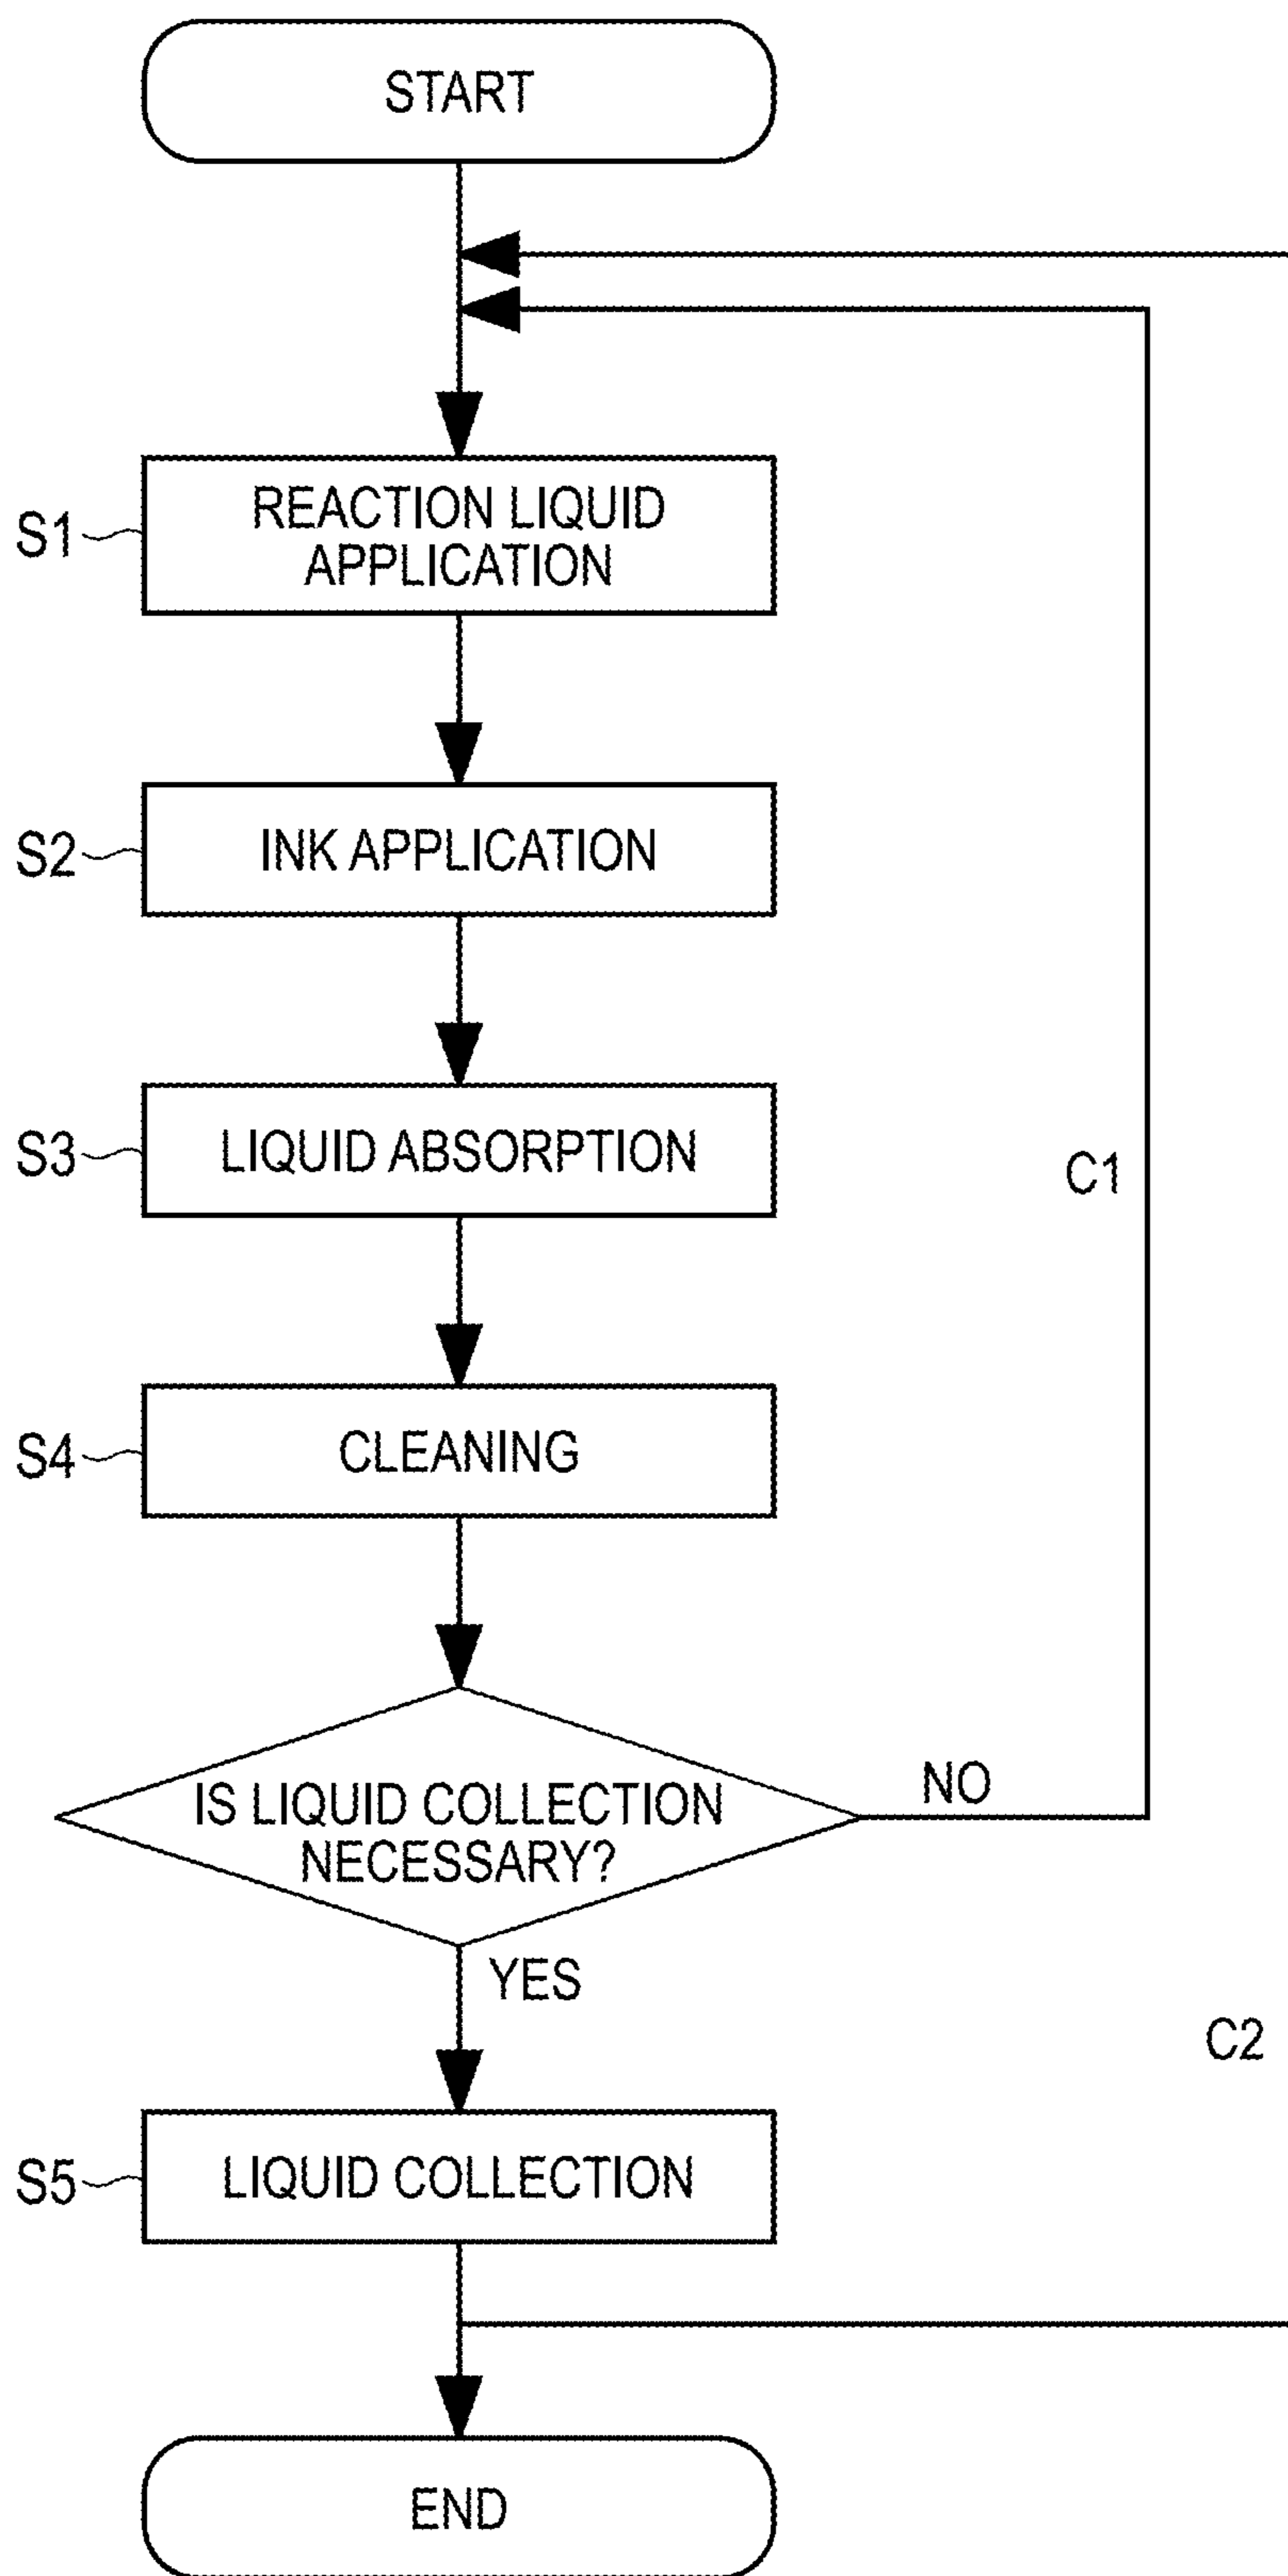 START
S1
REACTION LIQUID
APPLICATION
S2
INK APPLICATION
S3
LIQUID ABSORPTION
C1
S4
CLEANING
IS LIQUID COLLECTION
NECESSARY?
NO
YES
C2
S5
LIQUID COLLECTION
END